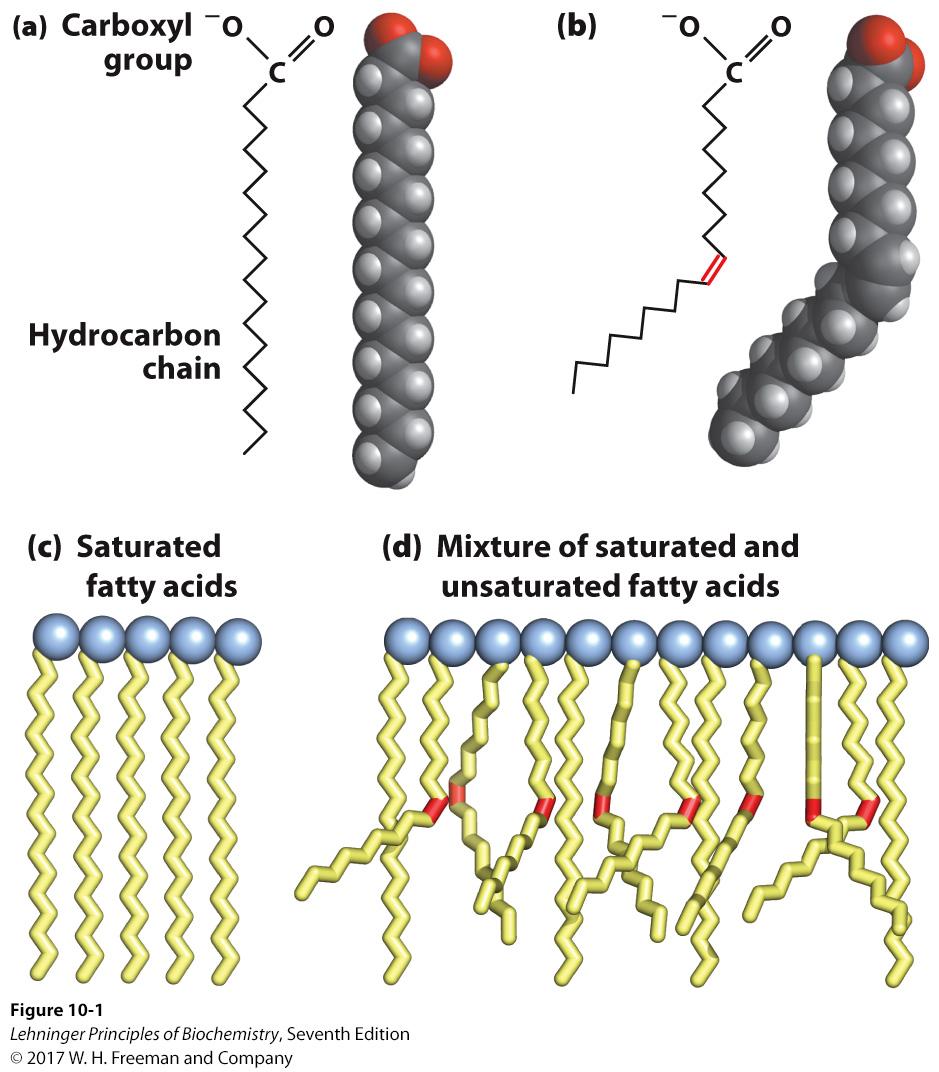 (a) Carboxyl
group
⁻O
O
C
Hydrocarbon
chain
(b)
⁻O
O
C
(c) Saturated
fatty acids
(d) Mixture of saturated and
unsaturated fatty acids
Figure 10-1
Lehninger Principles of Biochemistry, Seventh Edition
© 2017 W. H. Freeman and Company